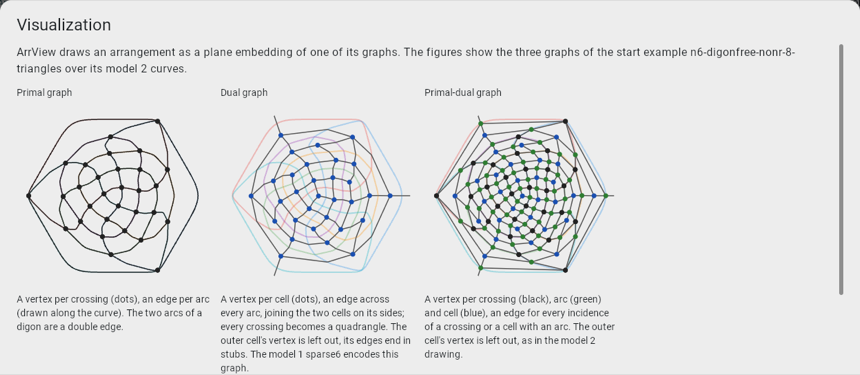 Visualization
ArrView draws an arrangement as a plane embedding of one of its graphs. The figures show the three graphs of the start example n6-digonfree-nonr-8-
triangles over its model 2 curves.
Primal graph
Dual graph
Primal-dual graph
A vertex per crossing (dots), an edge per arc
(drawn along the curve). The two arcs of a
digon are a double edge.
A vertex per cell (dots), an edge across
every arc, joining the two cells on its sides;
every crossing becomes a quadrangle. The
outer cell's vertex is left out, its edges end in
stubs. The model 1 sparse6 encodes this
graph.
A vertex per crossing (black), arc (green)
and cell (blue), an edge for every incidence
of a crossing or a cell with an arc. The outer
cell's vertex is left out, as in the model 2
drawing.